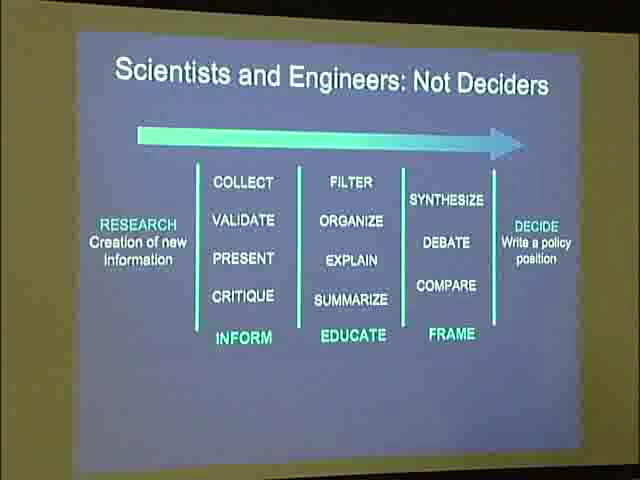 Scientists and Engineers: Not Deciders
RESEARCH
Creation of new
information
COLLECT
VALIDATE
PRESENT
CRITIQUE
INFORM
FILTER
ORGANIZE
EXPLAIN
SUMMARIZE
EDUCATE
SYNTHESIZE
DEBATE
COMPARE
FRAME
DECIDE
Write a policy
position